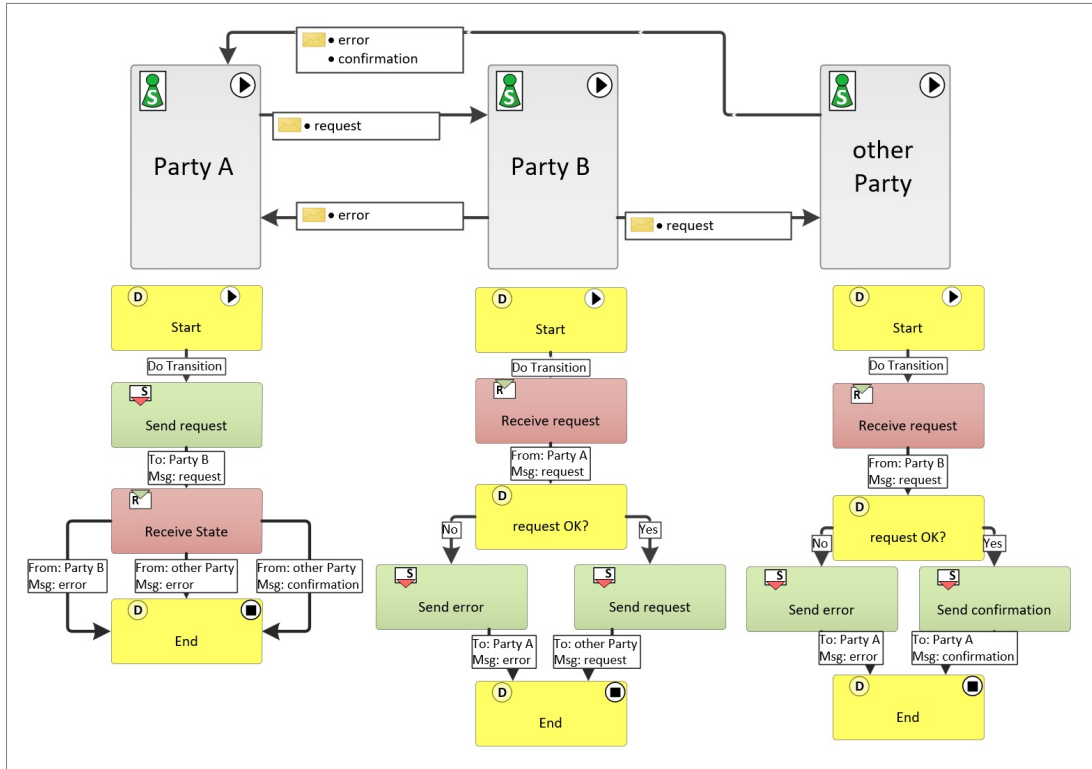 • error
• confirmation
S
S
S
• request
Party A
Party B
other
Party
• error
• request
D
Start
Do Transition
S
Send request
To: Party B
Msg: request
R
Receive State
From: Party B
Msg: error
From: other Party
Msg: error
From: other Party
Msg: confirmation
D
End
D
Start
Do Transition
R
Receive request
From: Party A
Msg: request
D
request OK?
No
Yes
S
Send error
S
Send request
To: Party A
Msg: error
To: other Party
Msg: request
D
End
D
Start
Do Transition
R
Receive request
From: Party B
Msg: request
D
request OK?
No
Yes
S
Send error
S
Send confirmation
To: Party A
Msg: error
To: Party A
Msg: confirmation
D
End